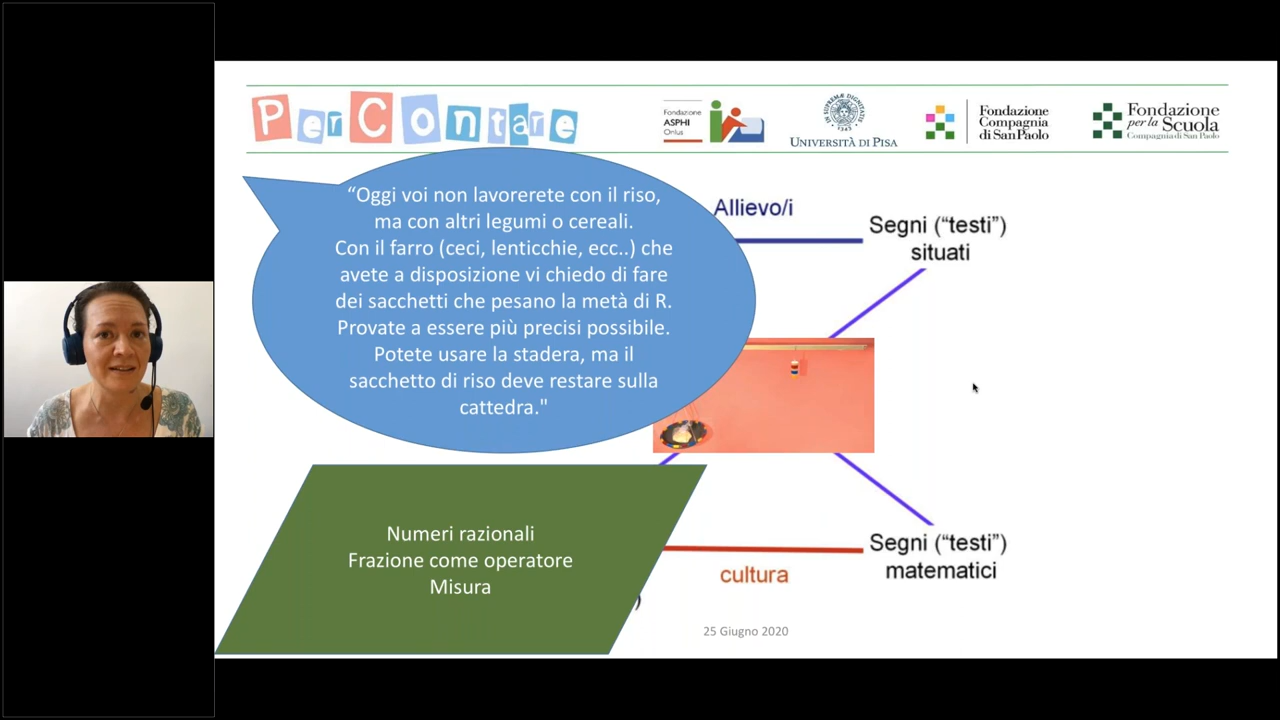 PerContare
Fondazione
ASPHI
Onlus
IN SUPREMÆ DIGNITATIS
1343
UNIVERSITÀ DI PISA
Fondazione
Compagnia
di San Paolo
Fondazione
per la Scuola
Compagnia di San Paolo
“Oggi voi non lavorerete con il riso,
ma con altri legumi o cereali.
Con il farro (ceci, lenticchie, ecc..) che
avete a disposizione vi chiedo di fare
dei sacchetti che pesano la metà di R.
Provate a essere più precisi possibile.
Potete usare la stadera, ma il
sacchetto di riso deve restare sulla
cattedra."
Allievo/i
Segni (“testi”)
situati
Numeri razionali
Frazione come operatore
Misura
)
cultura
Segni (“testi”)
matematici
25 Giugno 2020